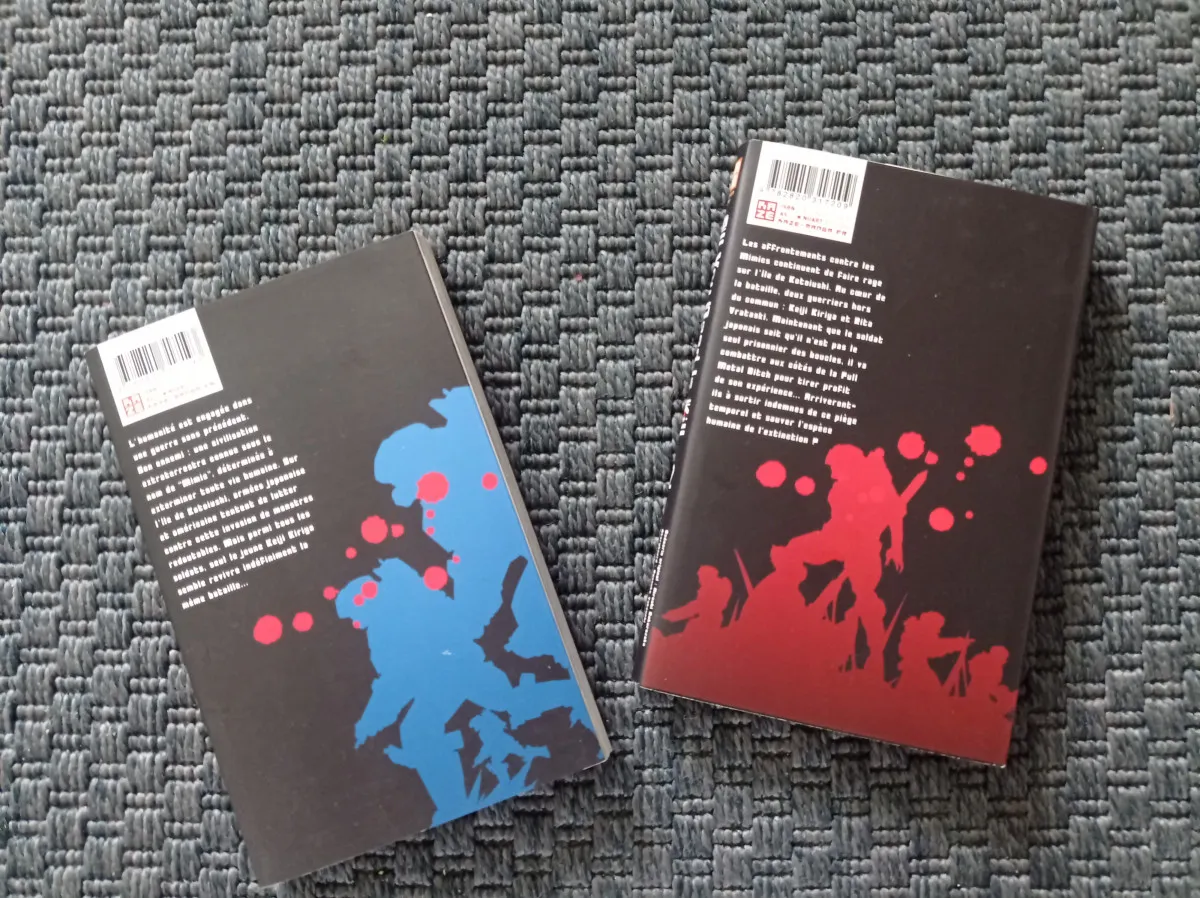 L'humanité est engagée dans
une guerre sans précédent.
Son ennemi : une civilisation
extraterrestre connue sous le
nom de "Mimic", déterminée à
exterminer toute vie humaine. Sur
l'île de Kotoiushi, armées japonaise
et américaine tentent de lutter
contre cette invasion de monstres
redoutables. Mais parmi tous les
soldats, seul le jeune Keiji Kiriya
semble revivre indéfiniment la
même bataille...
KAZE
ISBN
KAZE-MANGA.FR
Les affrontements contre les
Mimics continuent de faire rage
sur l'île de Kotoiushi. Au cœur de
la bataille, deux guerriers hors
du commun : Keiji Kiriya et Rita
Vrataski. Maintenant que le soldat
japonais sait qu'il n'est pas le
seul prisonnier des boucles, il va
combattre aux côtés de la Full
Metal Bitch pour tirer profit
de son expérience... Arriveront-
ils à sortir indemnes de ce piège
temporel et sauver l'espèce
humaine de l'extinction ?